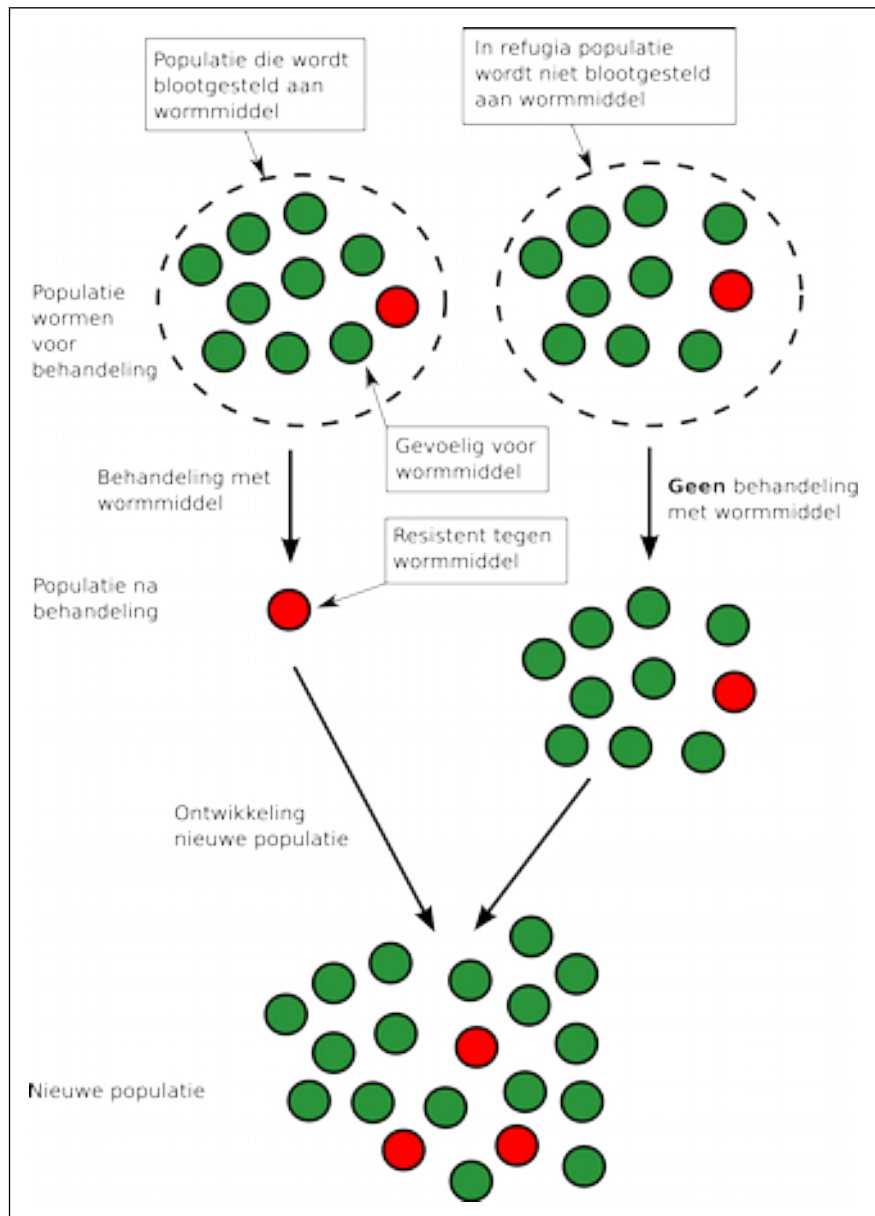 Populatie die wordt
blootgesteld aan
wormmiddel
In refugia populatie
wordt niet blootgesteld
aan wormmiddel
Populatie
wormen
voor
behandeling
Gevoelig voor
wormmiddel
Behandeling met
wormmiddel
Geen behandeling
met wormmiddel
Resistent tegen
wormmiddel
Populatie na
behandeling
Ontwikkeling
nieuwe populatie
Nieuwe populatie